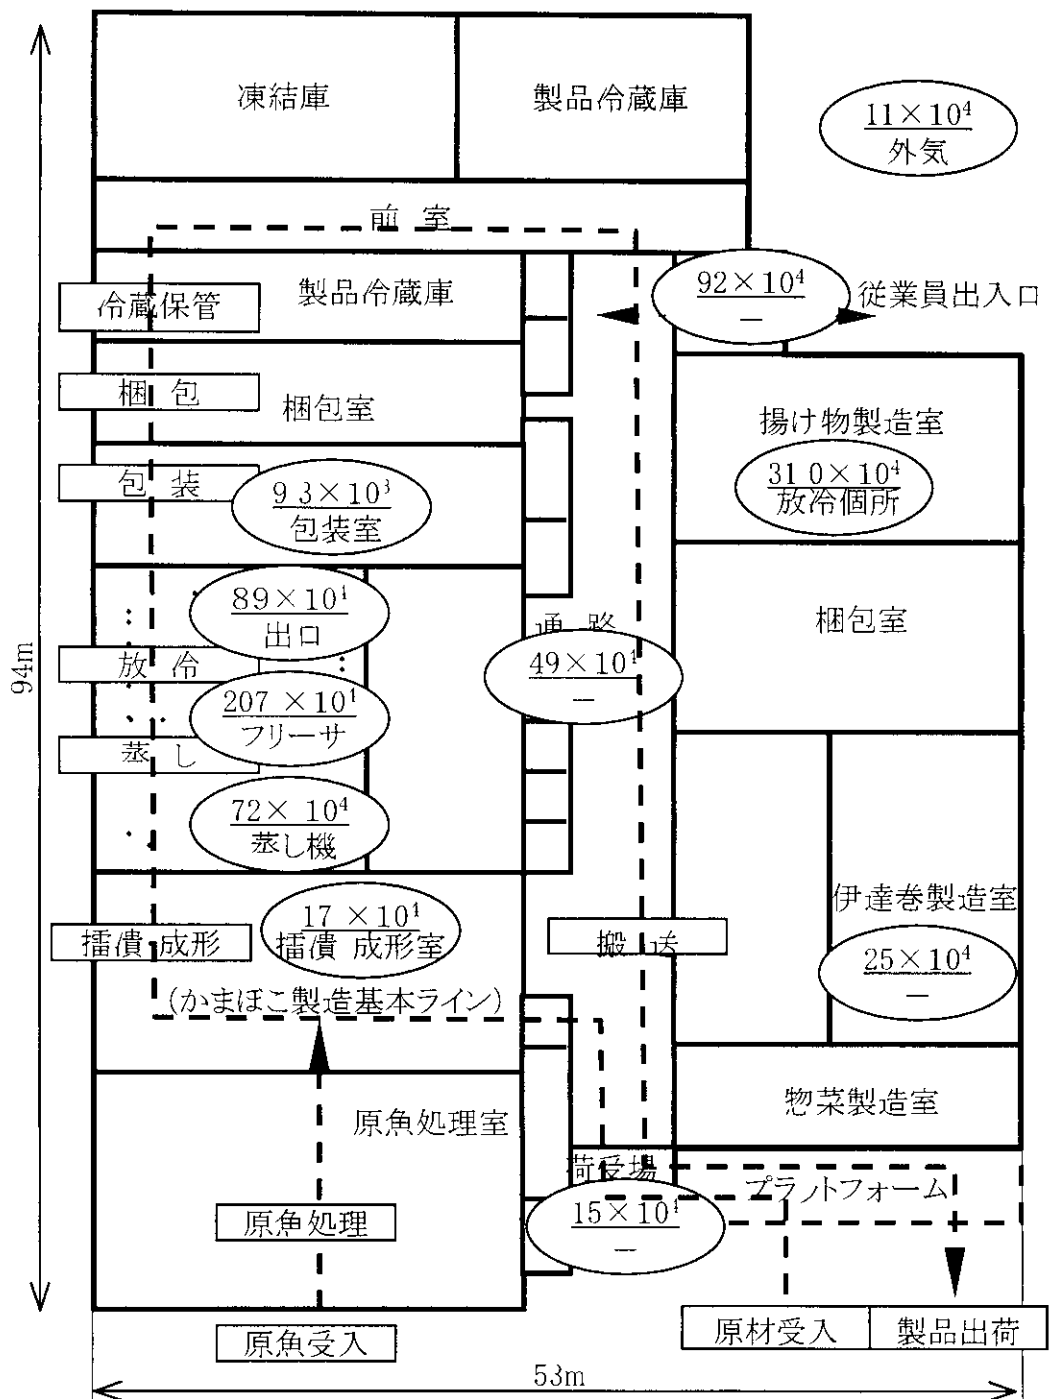 凍結庫
製品冷蔵庫
11×10⁴
外気
前 室
製品冷蔵庫
冷蔵保管
92×10⁴
—
従業員出入口
梱 包
梱包室
揚げ物製造室
31 0×10⁴
放冷個所
包 装
9 3×10³
包装室
89×10⁴
出口
通 路
49×10⁴
—
梱包室
94m
放 冷
207 ×10⁴
フリーサ
蒸 し
72× 10⁴
蒸し機
伊達巻製造室
25×10⁴
—
擂潰 成形
17 ×10⁴
擂潰 成形室
搬 送
(かまぼこ製造基本ライン)
惣菜製造室
原魚処理室
荷受場
プラットフォーム
15×10⁴
—
原魚処理
原魚受入
原材受入
製品出荷
53m